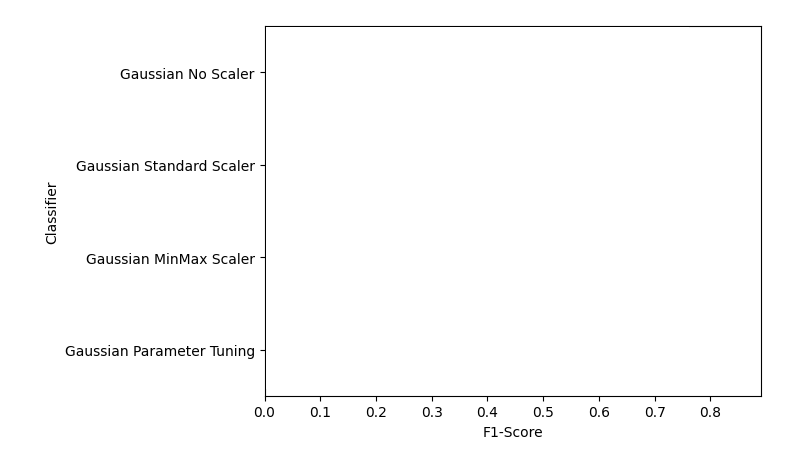 Gaussian No Scaler
Gaussian Standard Scaler
Classifier
Gaussian MinMax Scaler
Gaussian Parameter Tuning
0.0 0.1 0.2 0.3 0.4 0.5 0.6 0.7 0.8
F1-Score